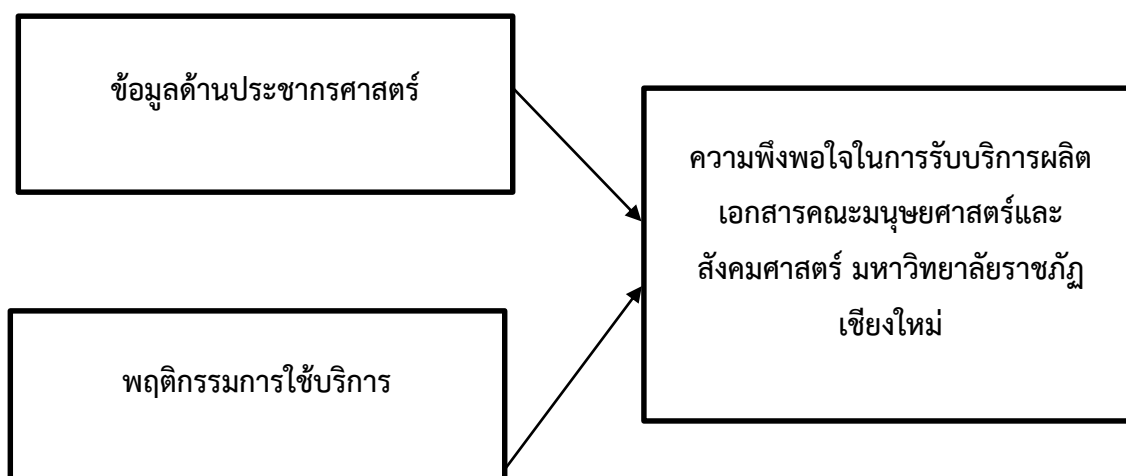 ข้อมูลด้านประชากรศาสตร์
ความพึงพอใจในการรับบริการผลิต
เอกสารคณะมนุษยศาสตร์และ
สังคมศาสตร์ มหาวิทยาลัยราชภัฏ
เชียงใหม่
พฤติกรรมการใช้บริการ